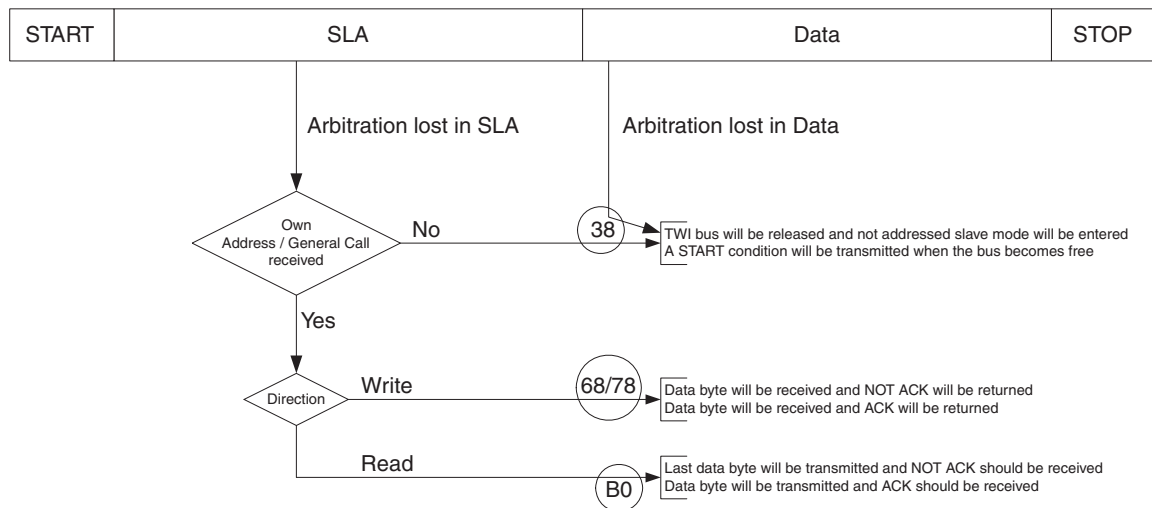 START SLA Data STOP
Arbitration lost in SLA Arbitration lost in Data
Own
Address / General Call
received
No
38
TWI bus will be released and not addressed slave mode will be entered
A START condition will be transmitted when the bus becomes free
Yes
Direction
Write
68/78
Data byte will be received and NOT ACK will be returned
Data byte will be received and ACK will be returned
Read
B0
Last data byte will be transmitted and NOT ACK should be received
Data byte will be transmitted and ACK should be received